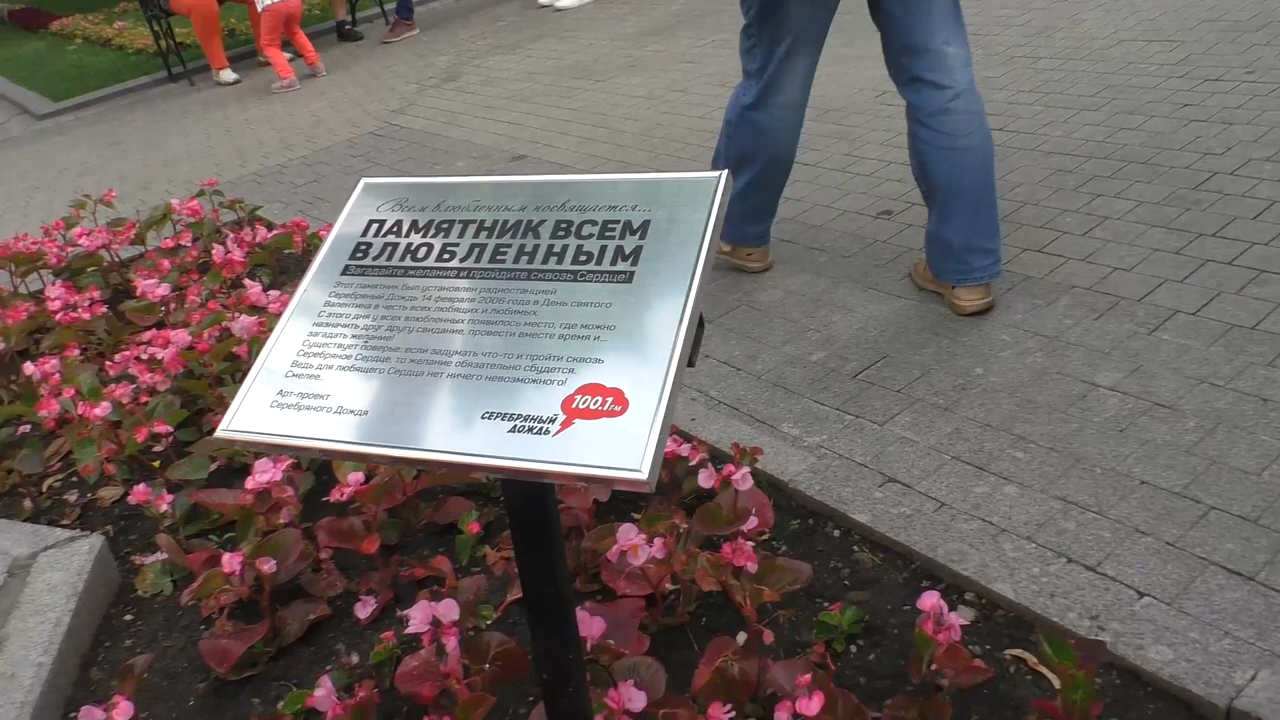 Всем влюбленным посвящается...
ПАМЯТНИК ВСЕМ
ВЛЮБЛЕННЫМ
Загадайте желание и пройдите сквозь Сердце!
Этот памятник был установлен радиостанцией
Серебряный Дождь 14 февраля 2006 года в День святого
Валентина в честь всех любящих и любимых.
С этого дня у всех влюбленных появилось место, где можно
назначить друг другу свидание, провести вместе время и...
загадать желание!
Существует поверье: если задумать что-то и пройти сквозь
Серебряное Сердце, то желание обязательно сбудется.
Ведь для любящего Сердца нет ничего невозможного!
Смелее..
Арт-проект
Серебряного Дождя
СЕРЕБРЯНЫЙ
ДОЖДЬ
100.1 FM